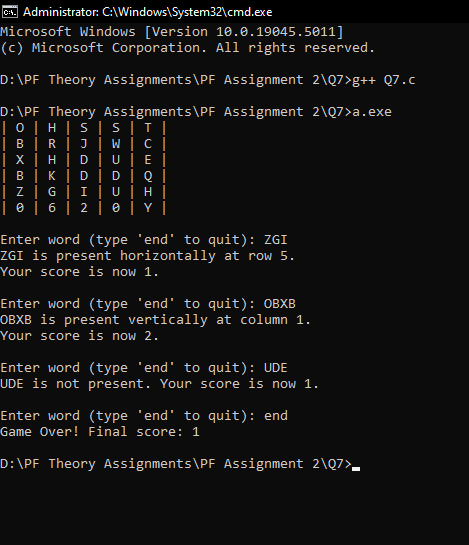 Administrator: C:\Windows\System32\cmd.exe
Microsoft Windows [Version 10.0.19045.5011]
(c) Microsoft Corporation. All rights reserved.
D:\PF Theory Assignments\PF Assignment 2\Q7>g++ Q7.c
D:\PF Theory Assignments\PF Assignment 2\Q7>a.exe
| O | H | S | S | T |
| B | R | J | W | C |
| X | H | D | U | E |
| B | K | D | D | Q |
| Z | G | I | U | H |
| 0 | 6 | 2 | 0 | Y |
Enter word (type 'end' to quit): ZGI
ZGI is present horizontally at row 5.
Your score is now 1.
Enter word (type 'end' to quit): OBXB
OBXB is present vertically at column 1.
Your score is now 2.
Enter word (type 'end' to quit): UDE
UDE is not present. Your score is now 1.
Enter word (type 'end' to quit): end
Game Over! Final score: 1
D:\PF Theory Assignments\PF Assignment 2\Q7>